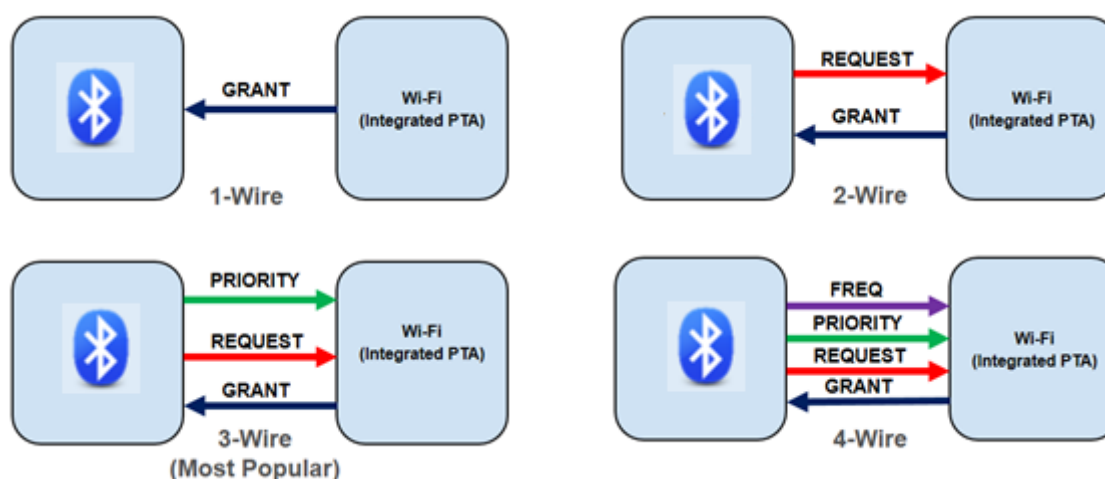 GRANT
Wi-Fi
(Integrated PTA)
1-Wire
REQUEST
GRANT
Wi-Fi
(Integrated PTA)
2-Wire
PRIORITY
REQUEST
GRANT
Wi-Fi
(Integrated PTA)
3-Wire
(Most Popular)
FREQ
PRIORITY
REQUEST
GRANT
Wi-Fi
(Integrated PTA)
4-Wire